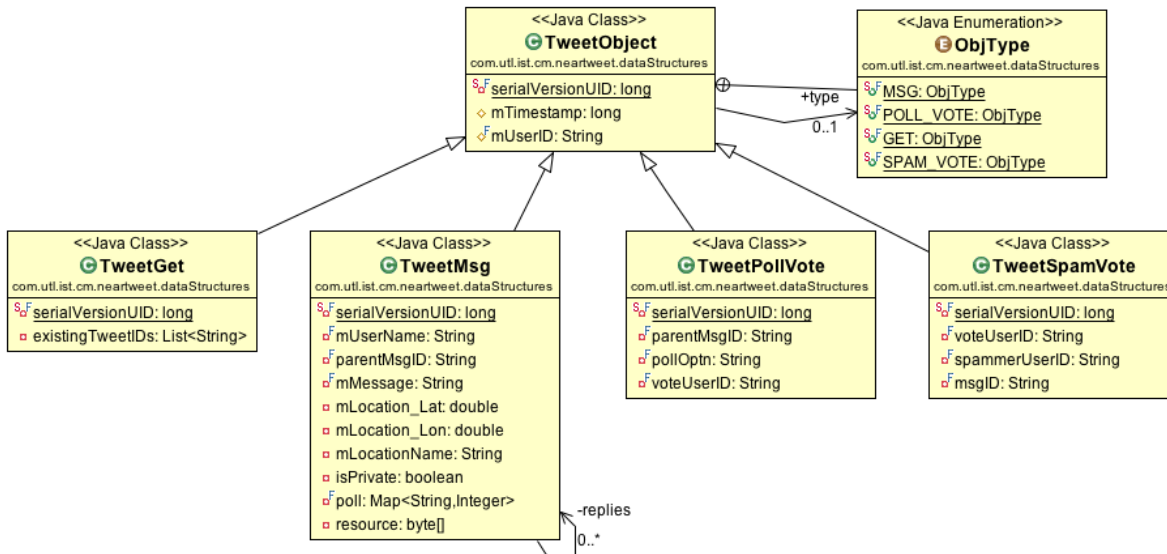 <<Java Class>>
TweetObject
com.utl.ist.cm.neartweet.dataStructures
serialVersionUID: long
mTimestamp: long
mUserID: String
<<Java Enumeration>>
ObjType
com.utl.ist.cm.neartweet.dataStructures
MSG: ObjType
POLL_VOTE: ObjType
GET: ObjType
SPAM_VOTE: ObjType
+type
0..1
<<Java Class>>
TweetGet
com.utl.ist.cm.neartweet.dataStructures
serialVersionUID: long
existingTweetIDs: List<String>
<<Java Class>>
TweetMsg
com.utl.ist.cm.neartweet.dataStructures
serialVersionUID: long
mUserName: String
parentMsgID: String
mMessage: String
mLocation_Lat: double
mLocation_Lon: double
mLocationName: String
isPrivate: boolean
poll: Map<String,Integer>
resource: byte[]
-replies
0..*
<<Java Class>>
TweetPollVote
com.utl.ist.cm.neartweet.dataStructures
serialVersionUID: long
parentMsgID: String
pollOptn: String
voteUserID: String
<<Java Class>>
TweetSpamVote
com.utl.ist.cm.neartweet.dataStructures
serialVersionUID: long
voteUserID: String
spammerUserID: String
msgID: String